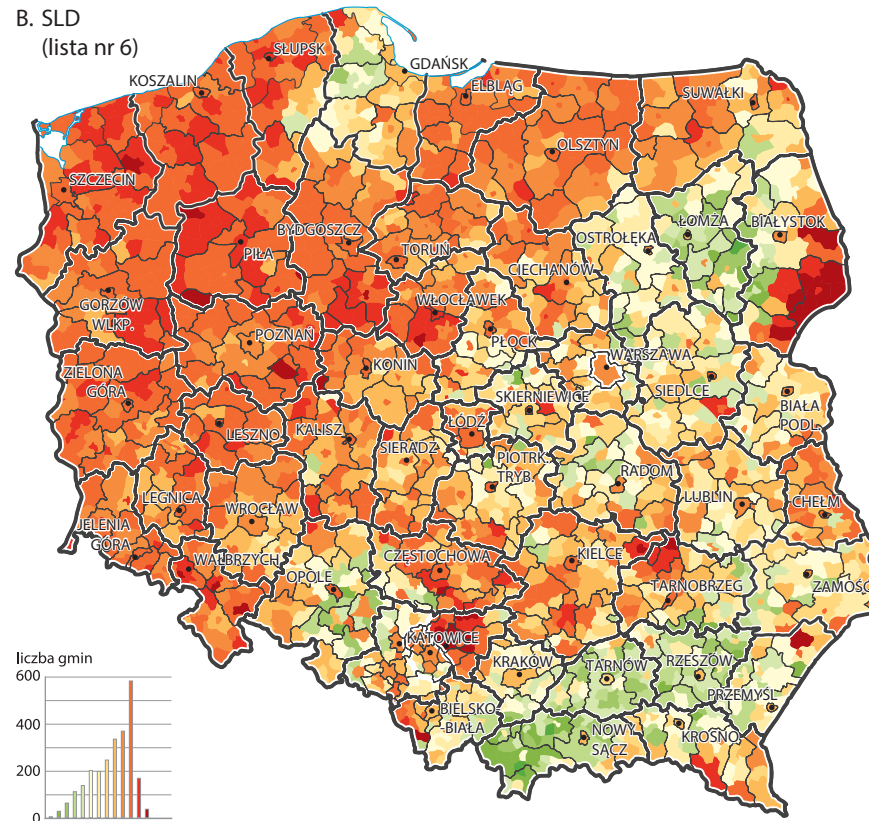 B. SLD
(lista nr 6)
SŁUPSK
GDAŃSK
KOSZALIN
ELBLĄG
SUWAŁKI
OLSZTYN
SZCZECIN
BYDGOSZCZ
OSTROŁĘKA
ŁOMŻA
BIAŁYSTOK
PIŁA
TORUŃ
CIECHANÓW
GORZÓW
WLKP.
WŁOCŁAWEK
POZNAŃ
PŁOCK
WARSZAWA
KONIN
ZIELONA
GÓRA
SKIERNIEWICE
SIEDLCE
BIAŁA
PODL.
LESZNO
KALISZ
ŁÓDŹ
SIERADZ
PIOTRK.
TRYB.
RADOM
LEGNICA
WROCŁAW
LUBLIN
CHEŁM
JELENIA
GÓRA
WAŁBRZYCH
OPOLE
CZĘSTOCHOWA
KIELCE
TARNOBRZEG
ZAMOŚĆ
KATOWICE
KRAKÓW
TARNÓW
RZESZÓW
PRZEMYŚL
BIELSKO-
BIAŁA
NOWY
SĄCZ
KROSNO
liczba gmin
600
400
200
0